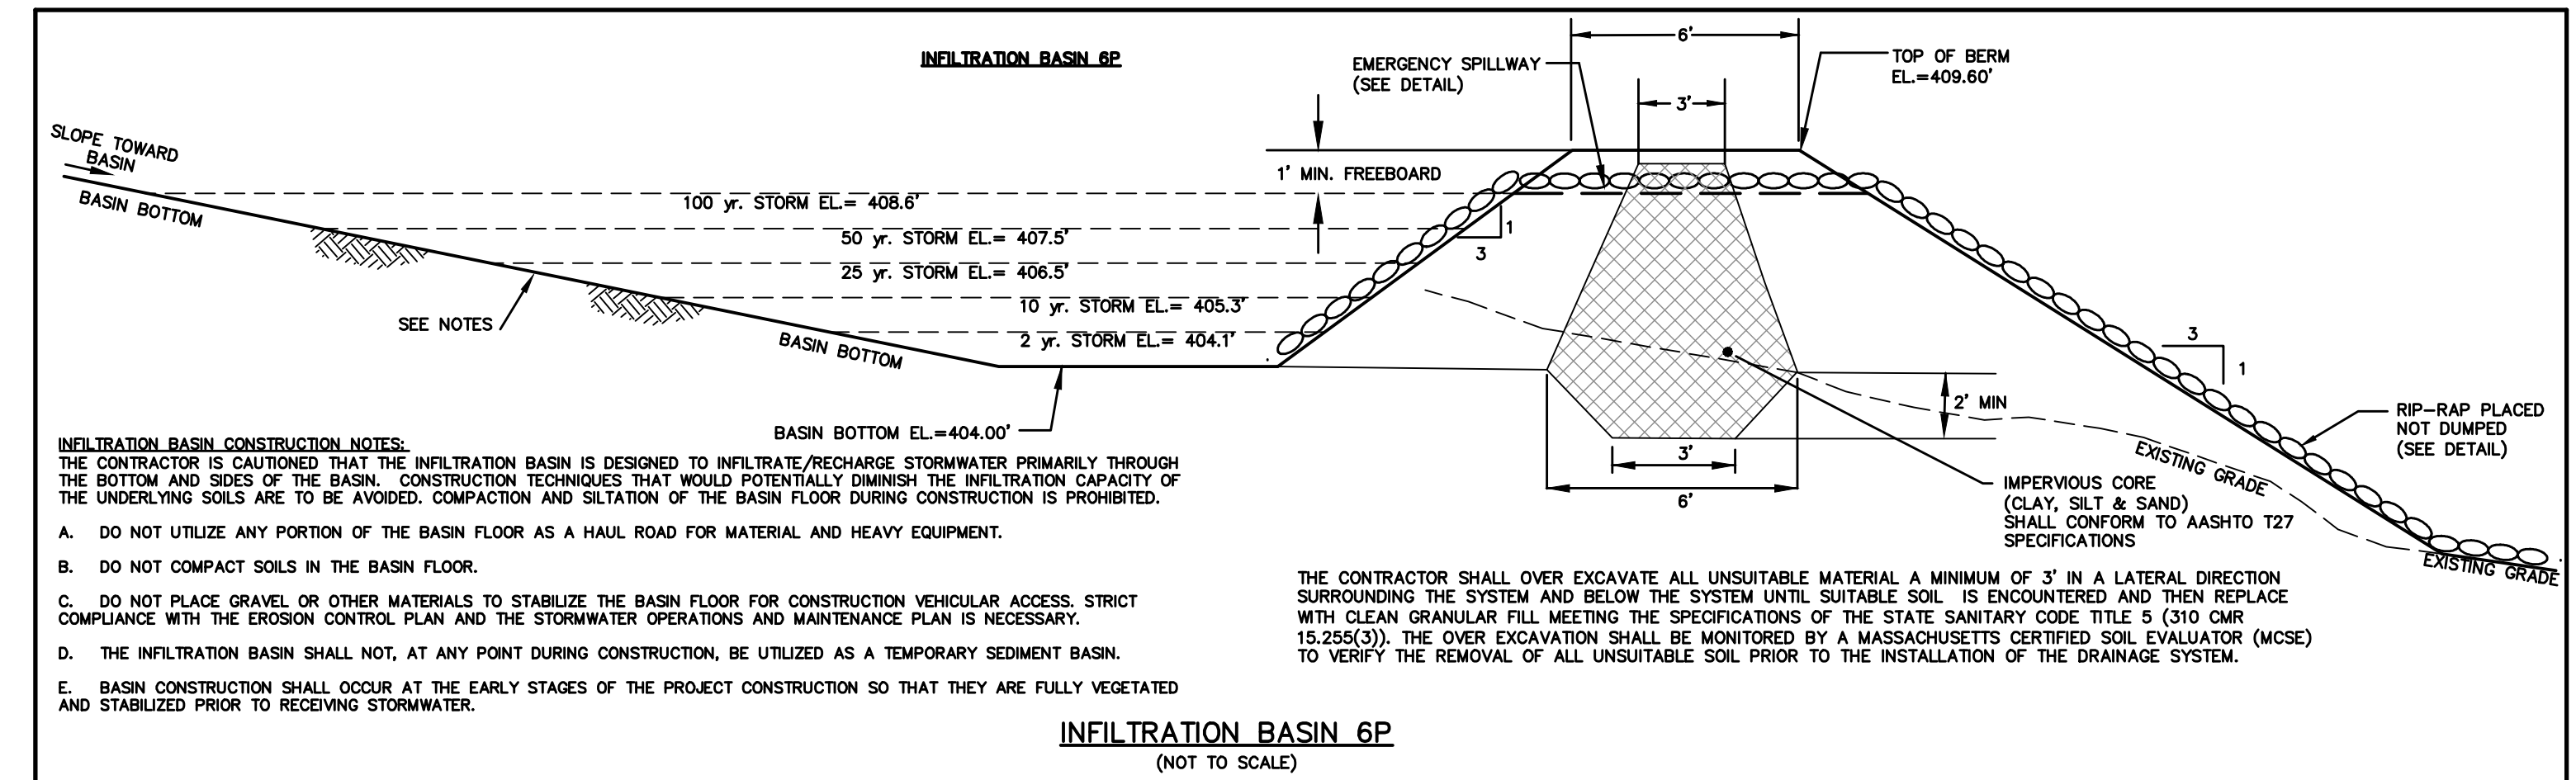 INFILTRATION BASIN 6P
6'
EMERGENCY SPILLWAY
(SEE DETAIL)
TOP OF BERM
EL.=409.60'
3'
SLOPE TOWARD
BASIN
BASIN BOTTOM
1' MIN. FREEBOARD
100 yr. STORM EL.= 408.6'
50 yr. STORM EL.= 407.5'
25 yr. STORM EL.= 406.5'
10 yr. STORM EL.= 405.3'
2 yr. STORM EL.= 404.1'
1
3
SEE NOTES
BASIN BOTTOM
BASIN BOTTOM EL.=404.00'
3
1
2' MIN
RIP-RAP PLACED
NOT DUMPED
(SEE DETAIL)
EXISTING GRADE
3'
6'
IMPERVIOUS CORE
(CLAY, SILT & SAND)
SHALL CONFORM TO AASHTO T27
SPECIFICATIONS
EXISTING GRADE
INFILTRATION BASIN CONSTRUCTION NOTES:
THE CONTRACTOR IS CAUTIONED THAT THE INFILTRATION BASIN IS DESIGNED TO INFILTRATE/RECHARGE STORMWATER PRIMARILY THROUGH
THE BOTTOM AND SIDES OF THE BASIN. CONSTRUCTION TECHNIQUES THAT WOULD POTENTIALLY DIMINISH THE INFILTRATION CAPACITY OF
THE UNDERLYING SOILS ARE TO BE AVOIDED. COMPACTION AND SILTATION OF THE BASIN FLOOR DURING CONSTRUCTION IS PROHIBITED.
A. DO NOT UTILIZE ANY PORTION OF THE BASIN FLOOR AS A HAUL ROAD FOR MATERIAL AND HEAVY EQUIPMENT.
B. DO NOT COMPACT SOILS IN THE BASIN FLOOR.
C. DO NOT PLACE GRAVEL OR OTHER MATERIALS TO STABILIZE THE BASIN FLOOR FOR CONSTRUCTION VEHICULAR ACCESS. STRICT
COMPLIANCE WITH THE EROSION CONTROL PLAN AND THE STORMWATER OPERATIONS AND MAINTENANCE PLAN IS NECESSARY.
D. THE INFILTRATION BASIN SHALL NOT, AT ANY POINT DURING CONSTRUCTION, BE UTILIZED AS A TEMPORARY SEDIMENT BASIN.
E. BASIN CONSTRUCTION SHALL OCCUR AT THE EARLY STAGES OF THE PROJECT CONSTRUCTION SO THAT THEY ARE FULLY VEGETATED
AND STABILIZED PRIOR TO RECEIVING STORMWATER.
THE CONTRACTOR SHALL OVER EXCAVATE ALL UNSUITABLE MATERIAL A MINIMUM OF 3' IN A LATERAL DIRECTION
SURROUNDING THE SYSTEM AND BELOW THE SYSTEM UNTIL SUITABLE SOIL IS ENCOUNTERED AND THEN REPLACE
WITH CLEAN GRANULAR FILL MEETING THE SPECIFICATIONS OF THE STATE SANITARY CODE TITLE 5 (310 CMR
15.255(3)). THE OVER EXCAVATION SHALL BE MONITORED BY A MASSACHUSETTS CERTIFIED SOIL EVALUATOR (MCSE)
TO VERIFY THE REMOVAL OF ALL UNSUITABLE SOIL PRIOR TO THE INSTALLATION OF THE DRAINAGE SYSTEM.
INFILTRATION BASIN 6P
(NOT TO SCALE)